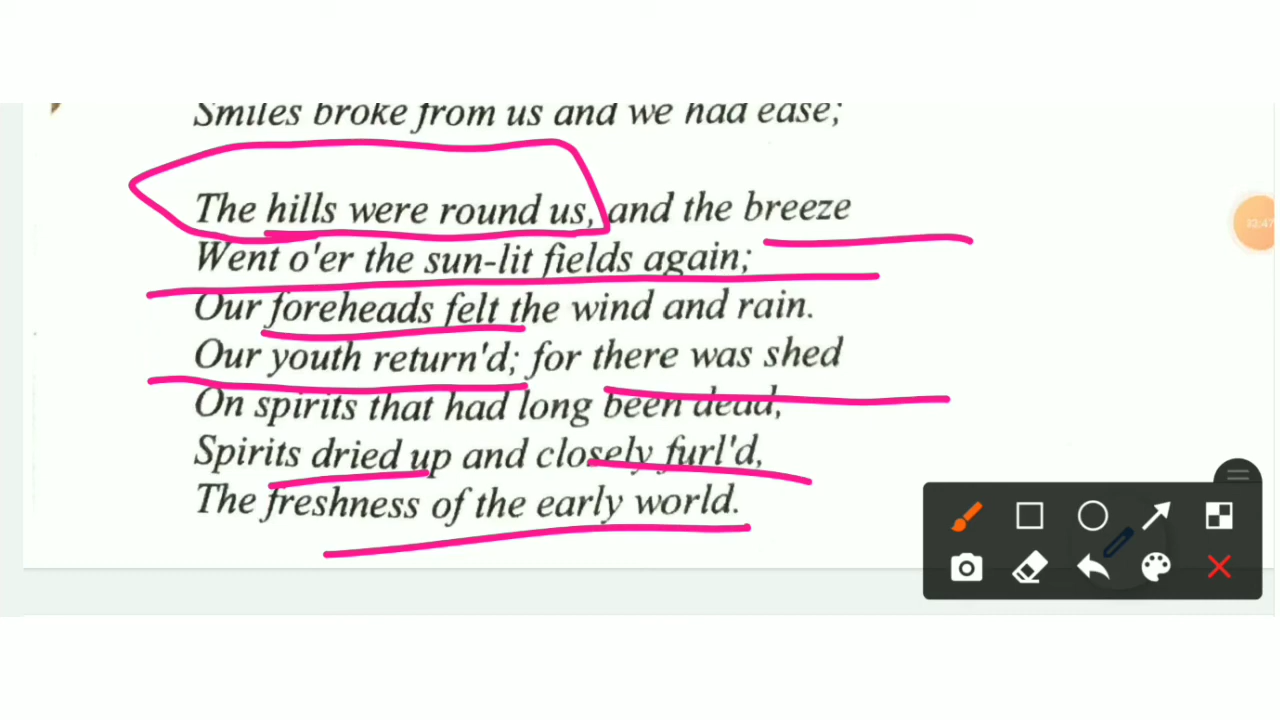 Smiles broke from us and we had ease;
The hills were round us, and the breeze
Went o'er the sun-lit fields again;
Our foreheads felt the wind and rain.
Our youth return'd; for there was shed
On spirits that had long been dead,
Spirits dried up and closely furl'd,
The freshness of the early world.